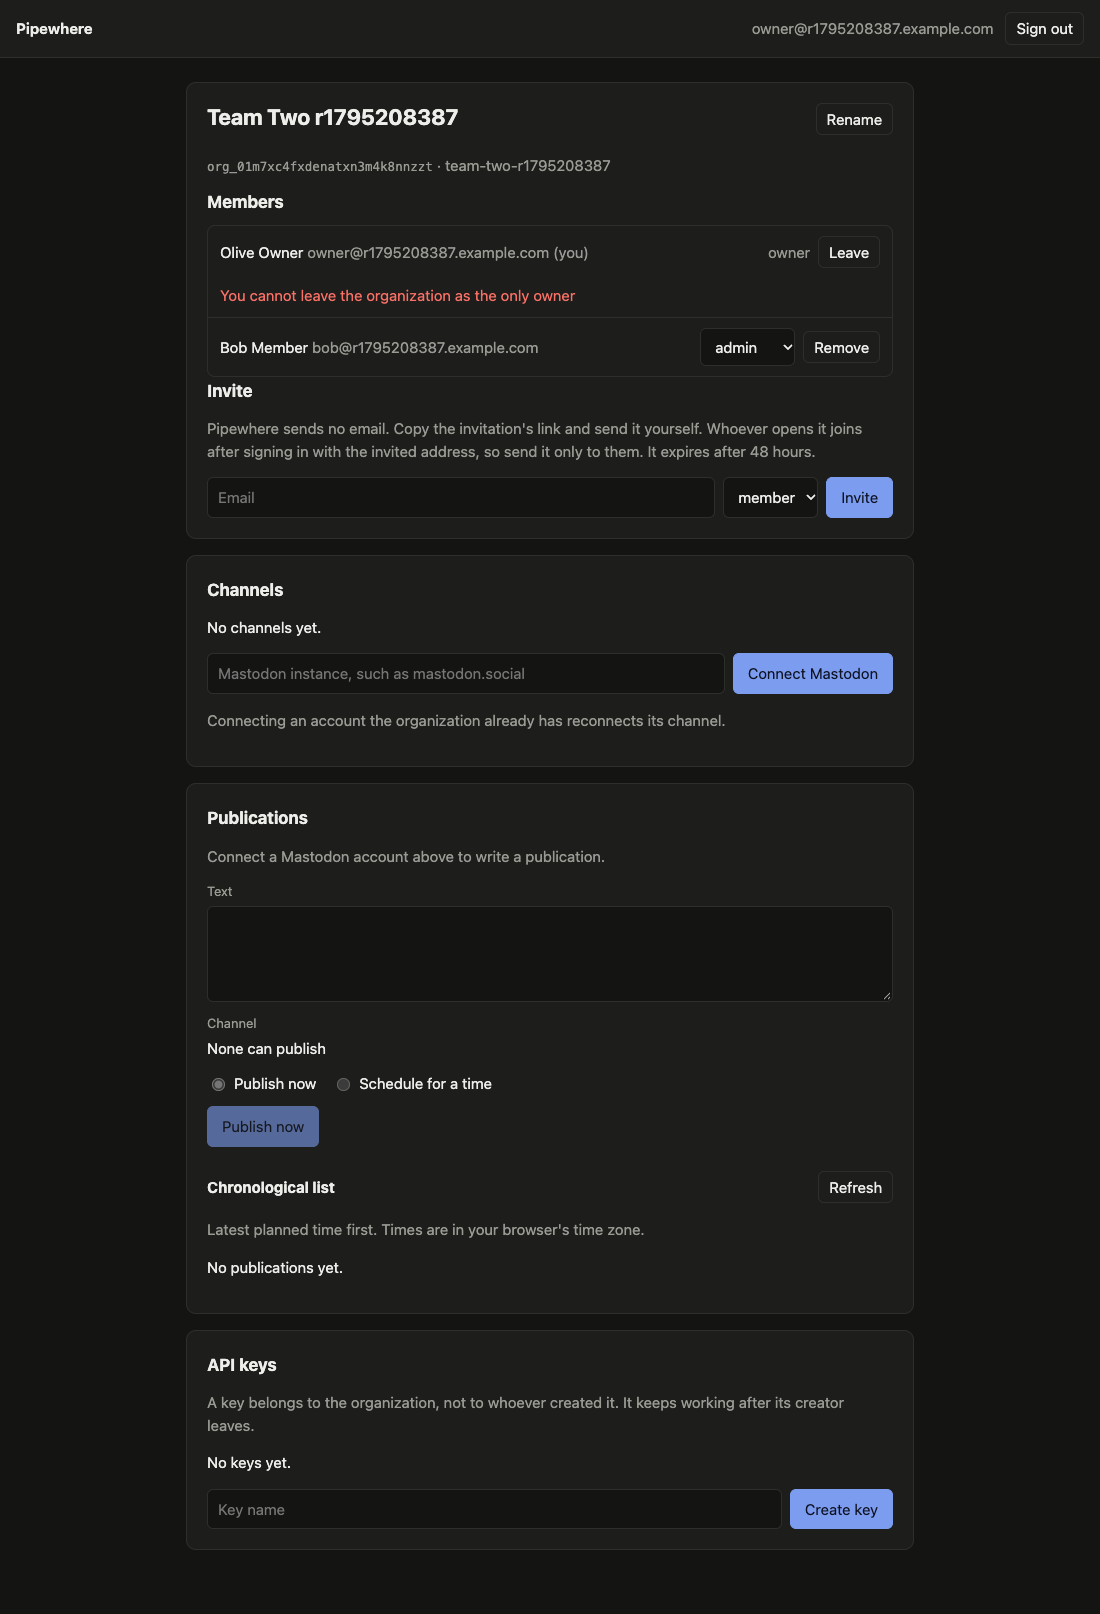 Pipewhere
owner@r1795208387.example.com Sign out
Team Two r1795208387
Rename
org_01m7xc4fxdenatxn3m4k8nnzzt · team-two-r1795208387
Members
Olive Owner owner@r1795208387.example.com (you) owner Leave
You cannot leave the organization as the only owner
Bob Member bob@r1795208387.example.com admin Remove
Invite
Pipewhere sends no email. Copy the invitation's link and send it yourself. Whoever opens it joins
after signing in with the invited address, so send it only to them. It expires after 48 hours.
Email member Invite
Channels
No channels yet.
Mastodon instance, such as mastodon.social Connect Mastodon
Connecting an account the organization already has reconnects its channel.
Publications
Connect a Mastodon account above to write a publication.
Text
Channel
None can publish
Publish now Schedule for a time
Publish now
Chronological list Refresh
Latest planned time first. Times are in your browser's time zone.
No publications yet.
API keys
A key belongs to the organization, not to whoever created it. It keeps working after its creator
leaves.
No keys yet.
Key name Create key